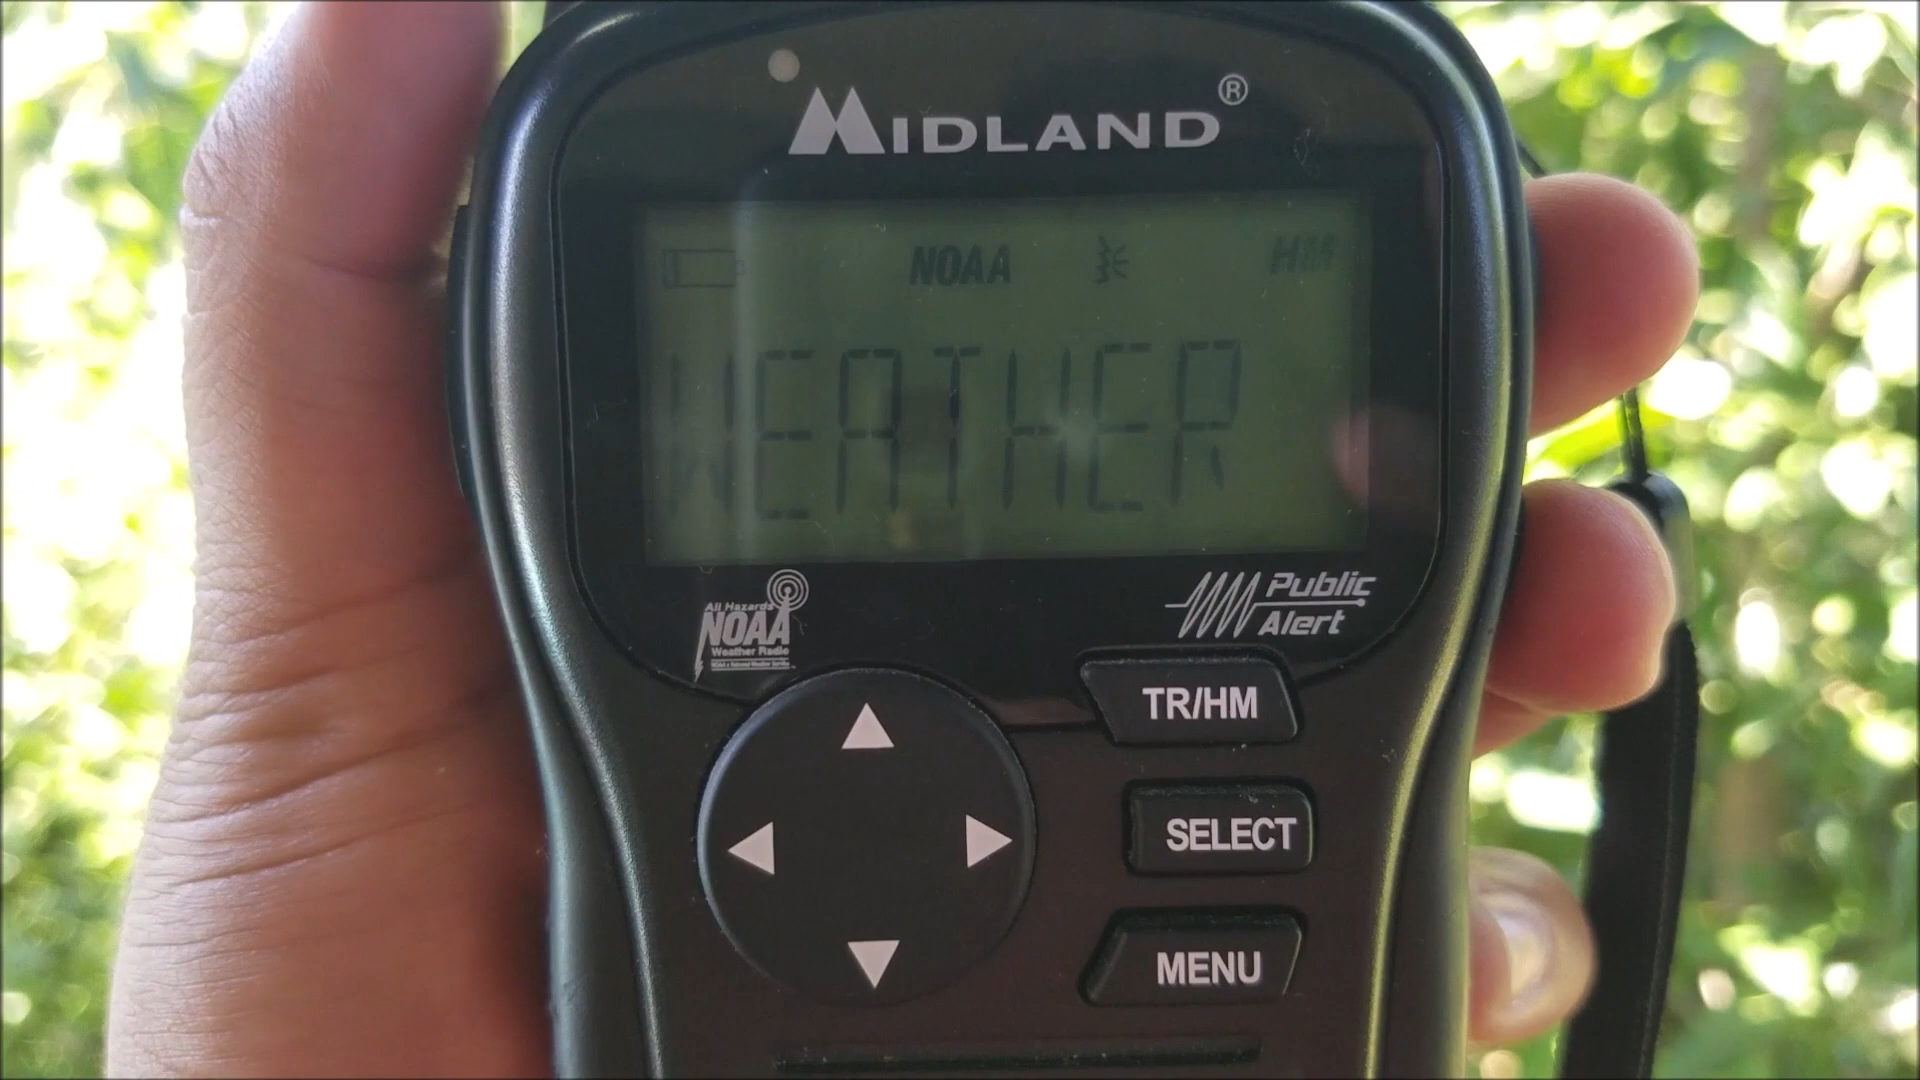 MIDLAND®
NOAA HM
WEATHER
All Hazards
NOAA
Weather Radio
Public
Alert
TR/HM
SELECT
MENU